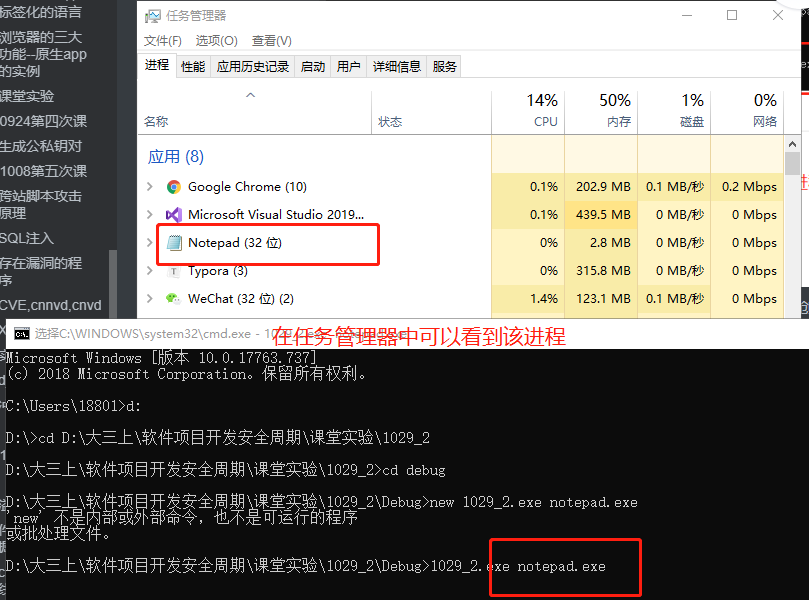 标签化的语言
浏览器的三大
功能--原生app
的实例
课堂实验
0924第四次课
生成公私钥对
1008第五次课
跨站脚本攻击
原理
SQL注入
存在漏洞的程
序
CVE,cnnvd,cnvd
任务管理器
文件(F) 选项(O) 查看(V)
进程 性能 应用历史记录 启动 用户 详细信息 服务
14% 50% 1% 0%
名称 状态 CPU 内存 磁盘 网络
应用 (8)
Google Chrome (10) 0.1% 202.9 MB 0.1 MB/秒 0.2 Mbps
Microsoft Visual Studio 2019... 0.1% 439.5 MB 0 MB/秒 0 Mbps
Notepad (32 位) 0% 2.8 MB 0 MB/秒 0 Mbps
Typora (3) 0% 315.8 MB 0 MB/秒 0 Mbps
WeChat (32 位) (2) 1.4% 123.1 MB 0.1 MB/秒 0 Mbps
选择C:\WINDOWS\system32\cmd.exe - 10
在任务管理器中可以看到该进程
Microsoft Windows [版本 10.0.17763.737]
(c) 2018 Microsoft Corporation。保留所有权利。
C:\Users\18801>d:
D:\>cd D:\大三上\软件项目开发安全周期\课堂实验\1029_2
D:\大三上\软件项目开发安全周期\课堂实验\1029_2>cd debug
D:\大三上\软件项目开发安全周期\课堂实验\1029_2\Debug>new 1029_2.exe notepad.exe
'new' 不是内部或外部命令，也不是可运行的程序
或批处理文件。
D:\大三上\软件项目开发安全周期\课堂实验\1029_2\Debug>1029_2.exe notepad.exe